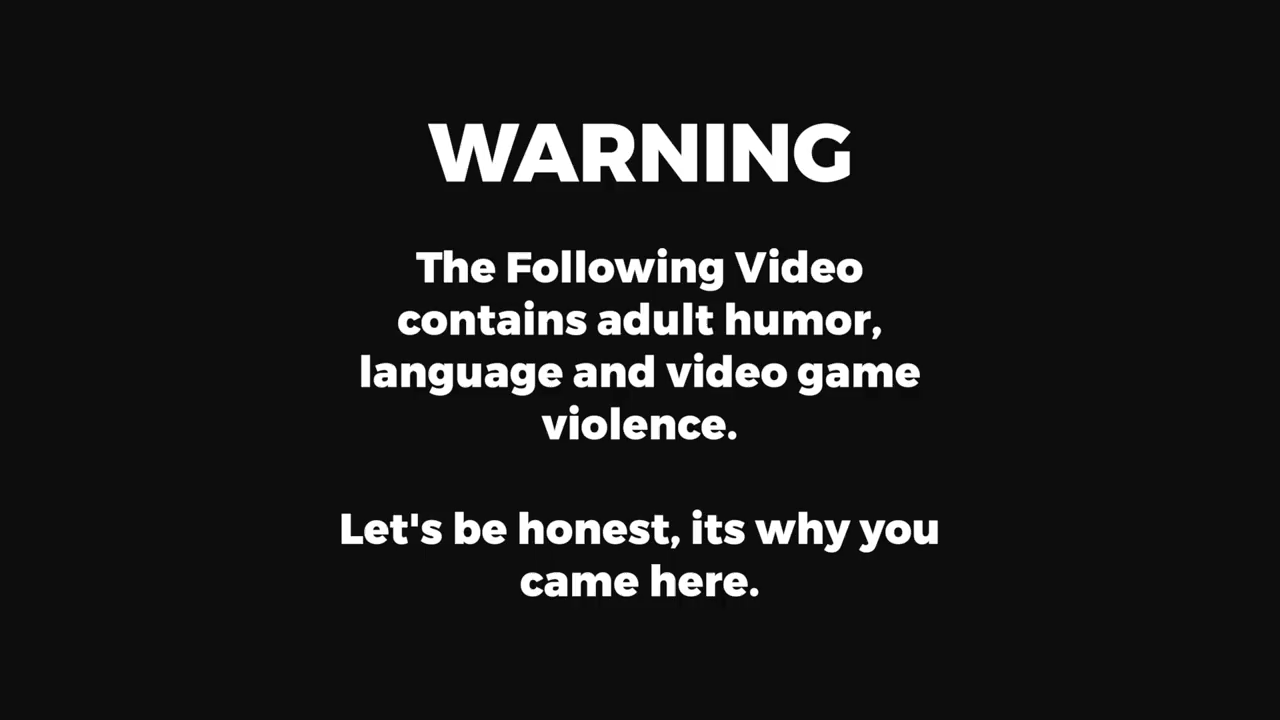 WARNING
The Following Video
contains adult humor,
language and video game
violence.
Let's be honest, its why you
came here.